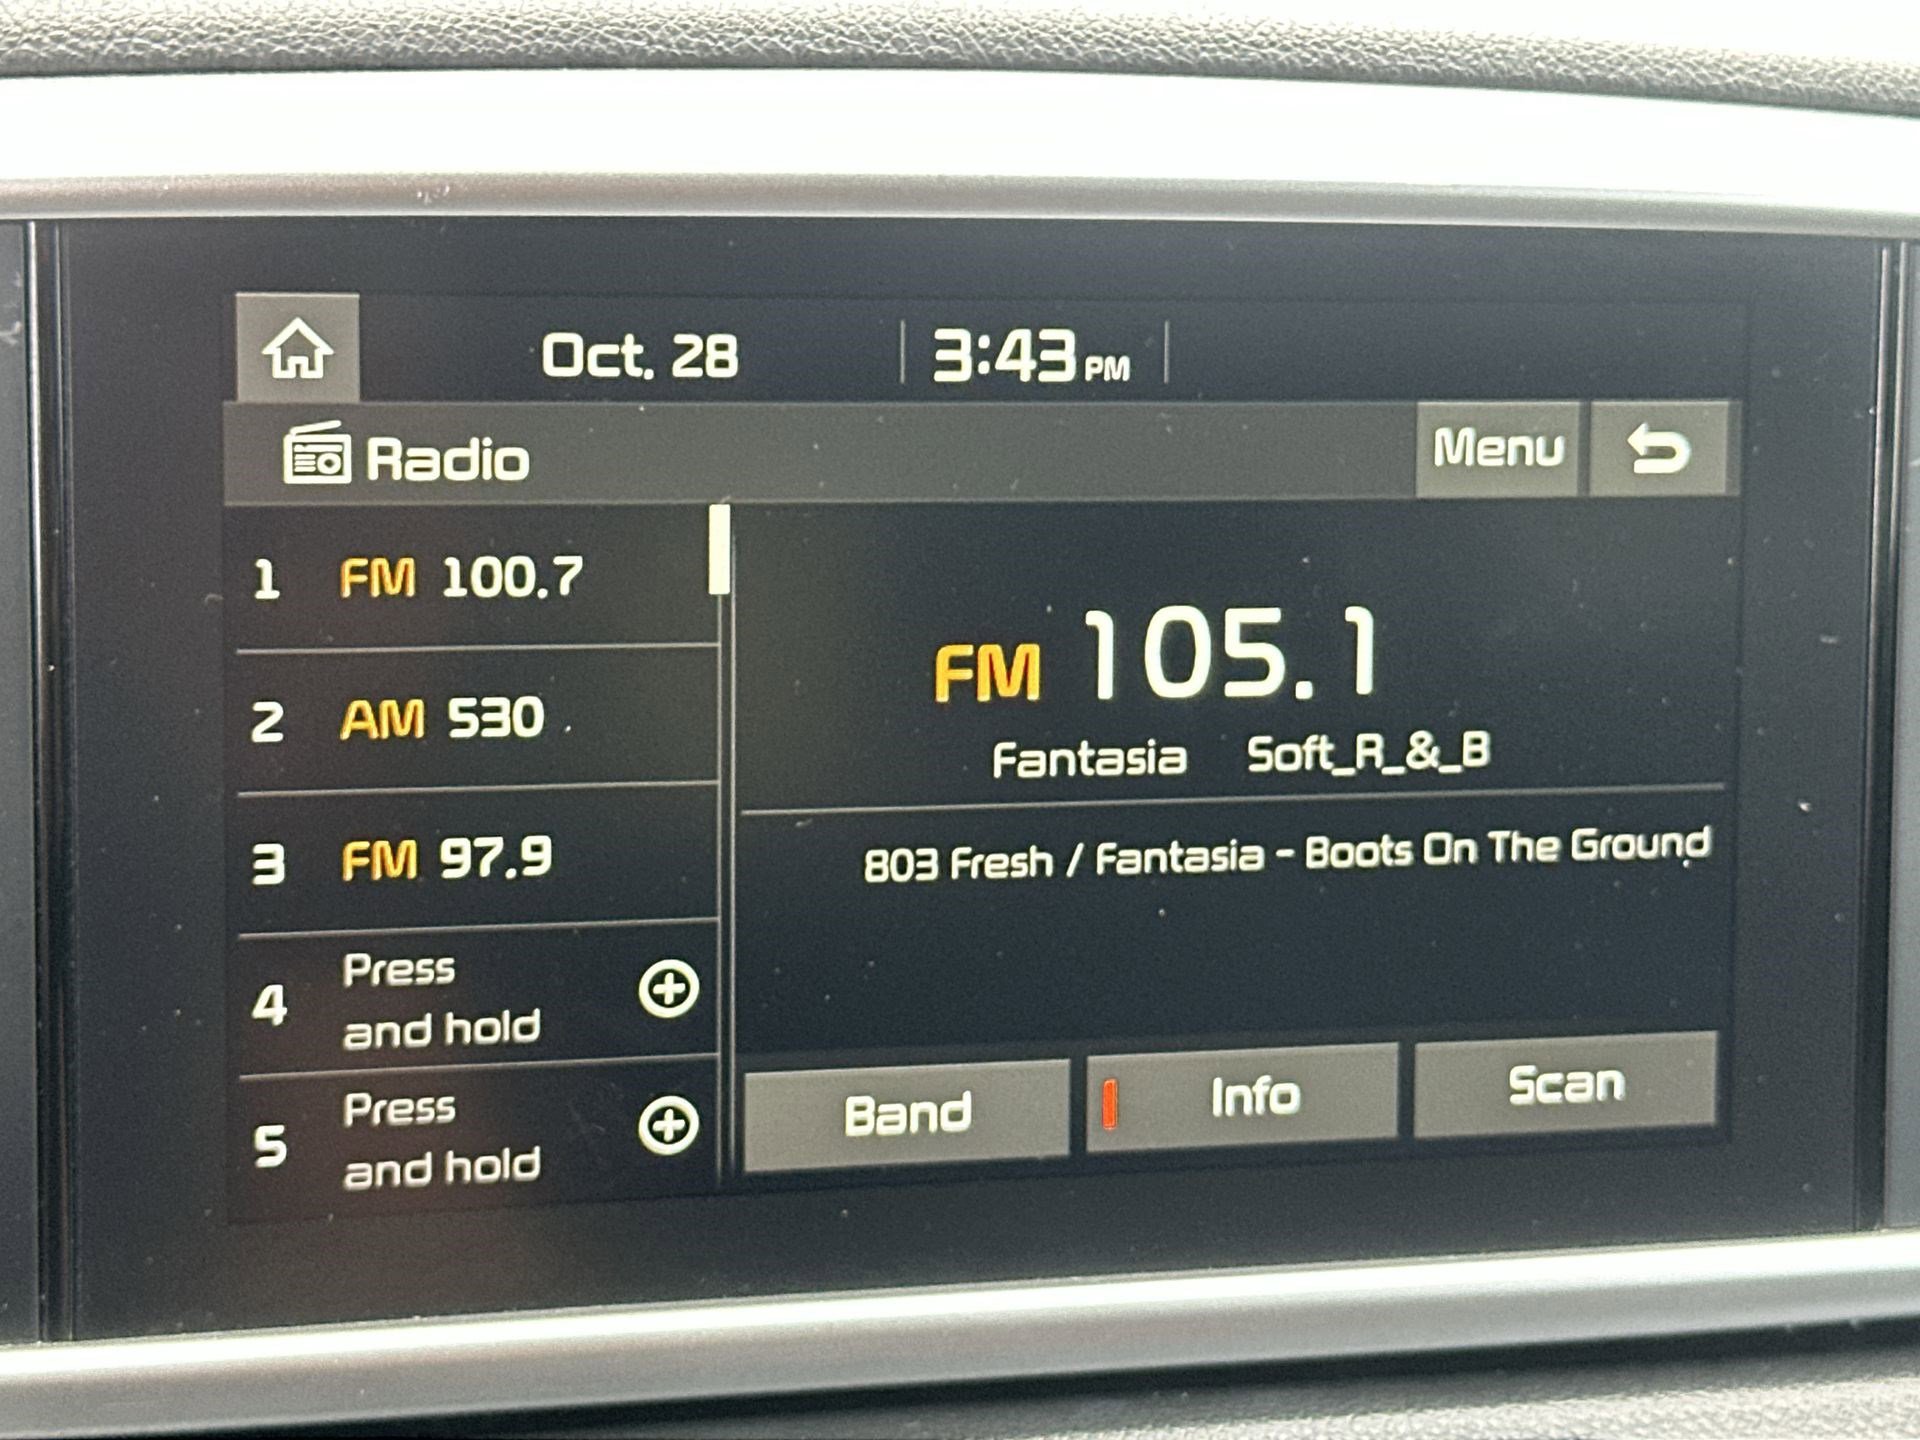 Oct. 28 3:43 PM
Radio Menu
1 FM 100.7
2 AM 530
3 FM 97.9
4 Press
and hold
5 Press
and hold
FM 105.1
Fantasia Soft_R_&_B
803 Fresh / Fantasia - Boots On The Ground
Band Info Scan